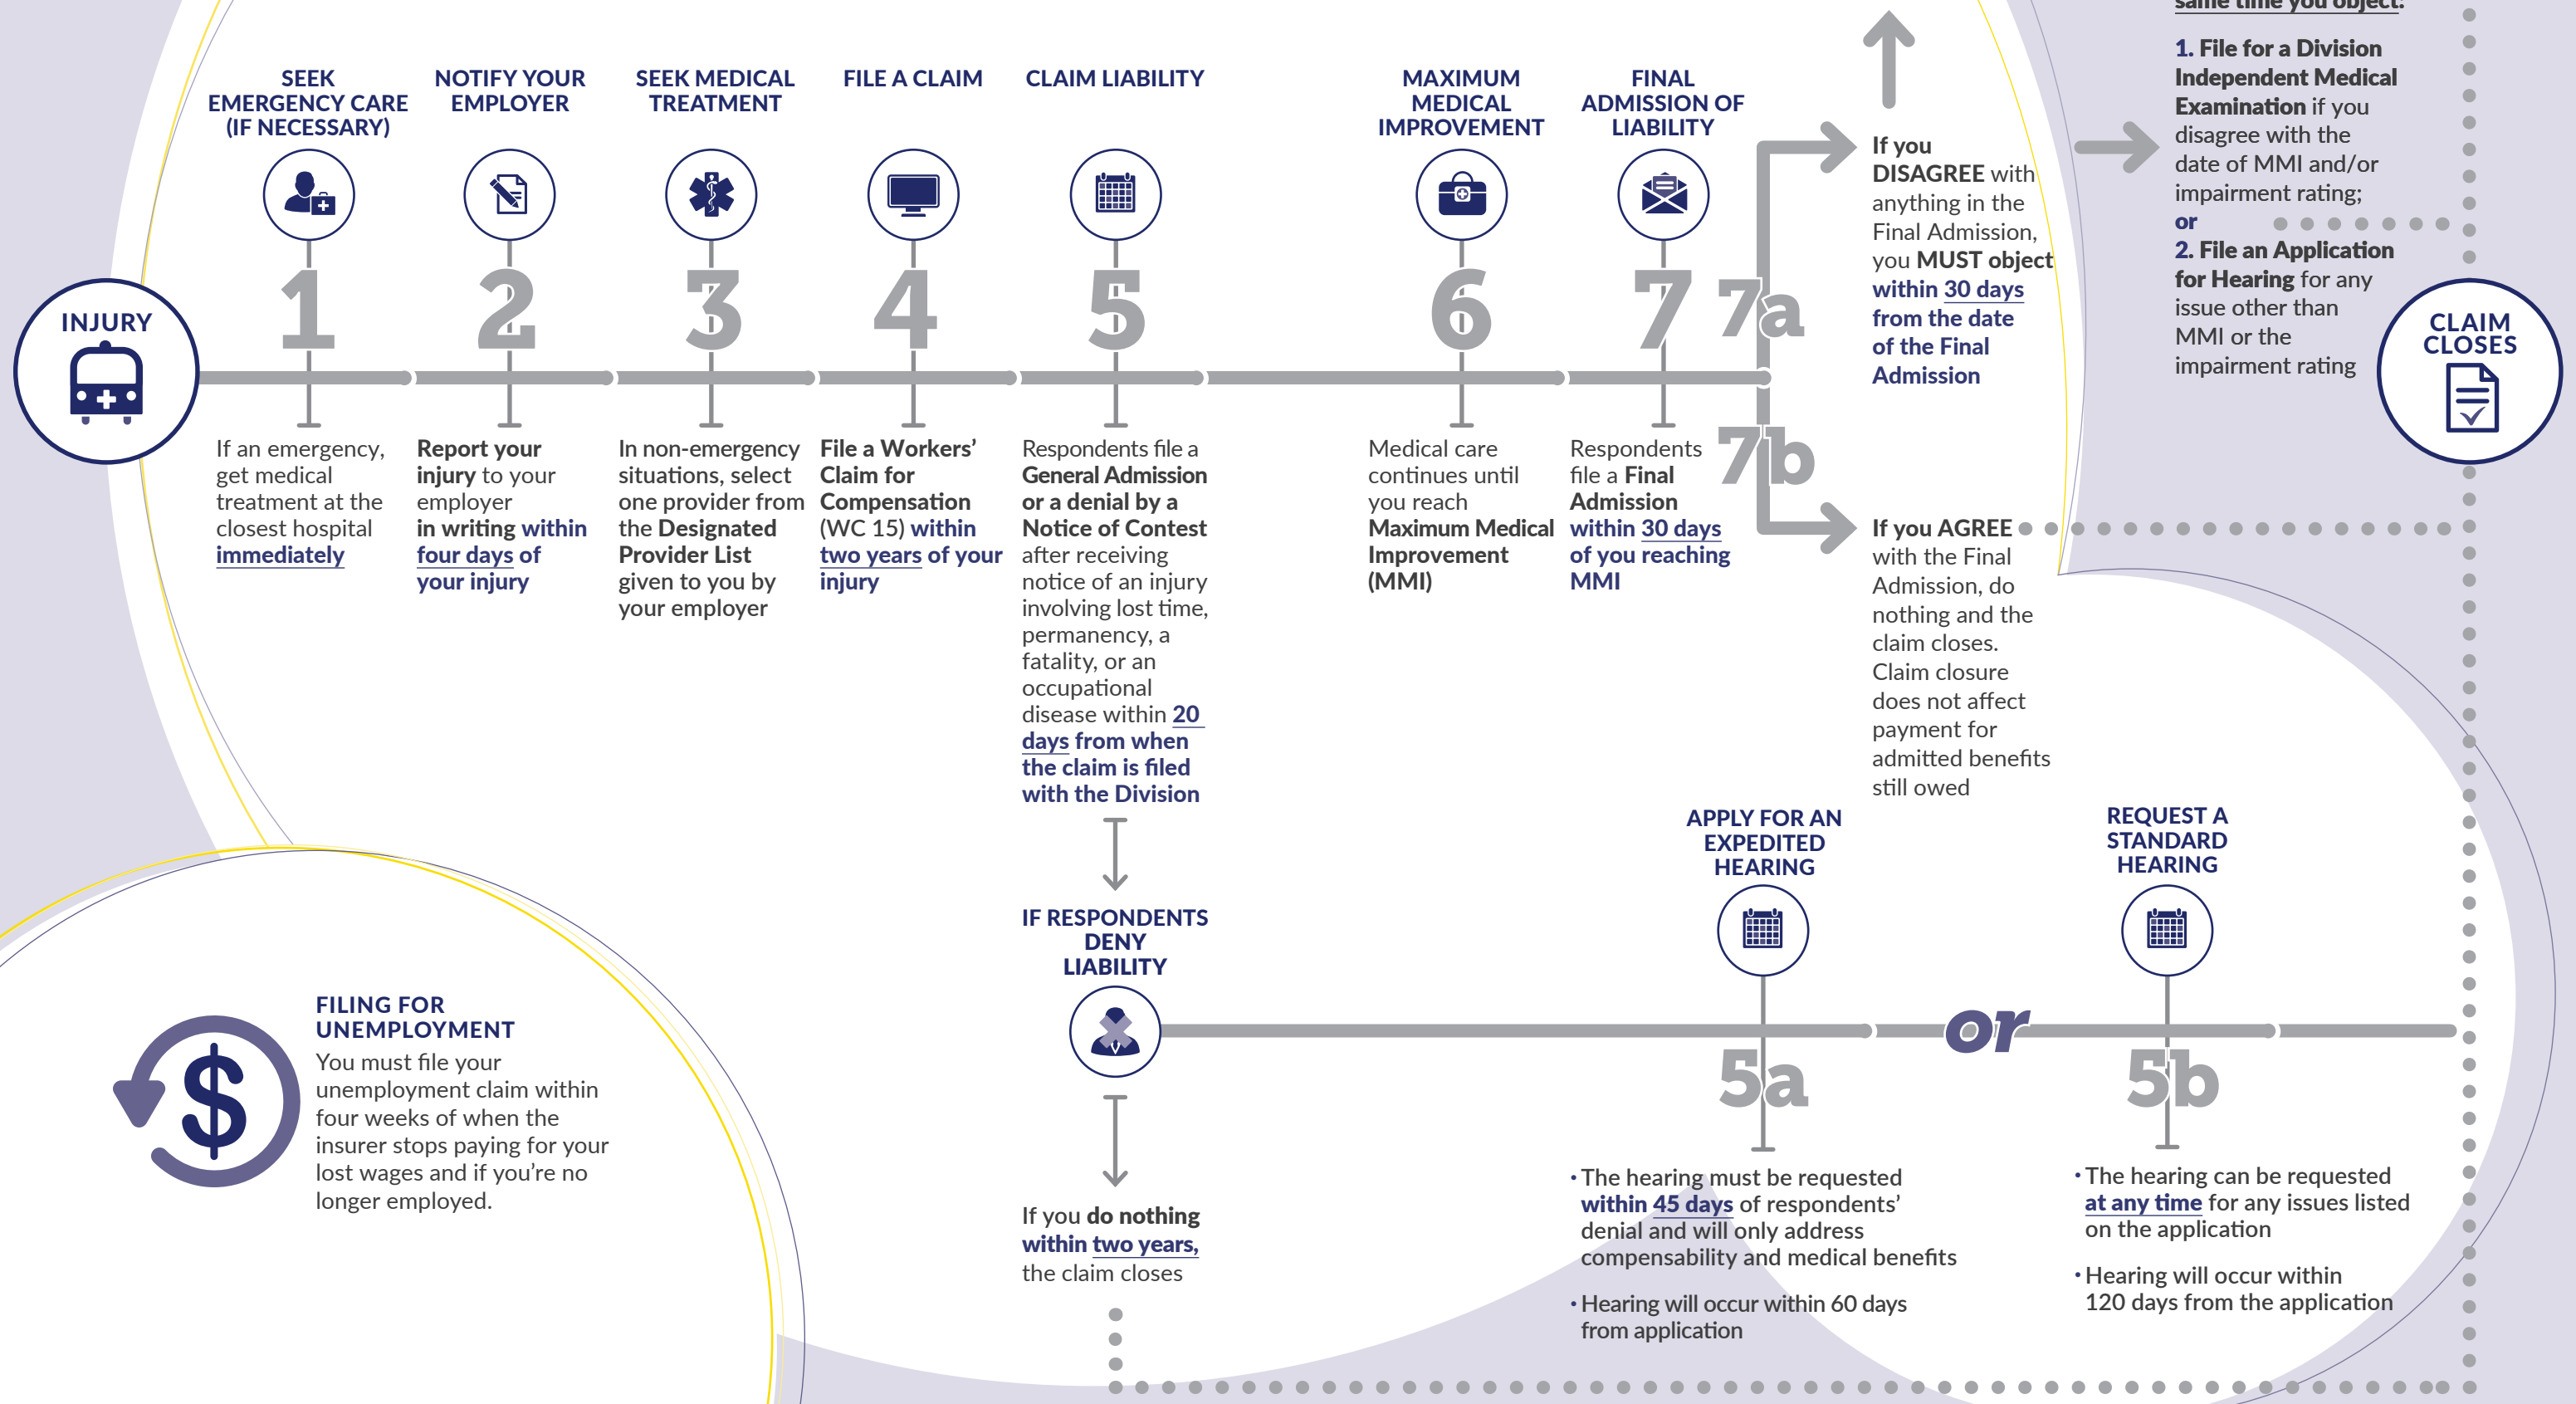 same time you object:
1. File for a Division
Independent Medical
Examination if you
disagree with the
date of MMI and/or
impairment rating;
or
2. File an Application
for Hearing for any
issue other than
MMI or the
impairment rating
INJURY
SEEK
EMERGENCY CARE
(IF NECESSARY)
1
If an emergency,
get medical
treatment at the
closest hospital
immediately
NOTIFY YOUR
EMPLOYER
2
Report your
injury to your
employer
in writing within
four days of
your injury
SEEK MEDICAL
TREATMENT
3
In non-emergency
situations, select
one provider from
the Designated
Provider List
given to you by
your employer
FILE A CLAIM
4
File a Workers’
Claim for
Compensation
(WC 15) within
two years of your
injury
CLAIM LIABILITY
5
Respondents file a
General Admission
or a denial by a
Notice of Contest
after receiving
notice of an injury
involving lost time,
permanency, a
fatality, or an
occupational
disease within 20
days from when
the claim is filed
with the Division
MAXIMUM
MEDICAL
IMPROVEMENT
6
Medical care
continues until
you reach
Maximum Medical
Improvement
(MMI)
FINAL
ADMISSION OF
LIABILITY
7
Respondents
file a Final
Admission
within 30 days
of you reaching
MMI
7a
If you
DISAGREE with
anything in the
Final Admission,
you MUST object
within 30 days
from the date
of the Final
Admission
7b
If you AGREE
with the Final
Admission, do
nothing and the
claim closes.
Claim closure
does not affect
payment for
admitted benefits
still owed
CLAIM
CLOSES
IF RESPONDENTS
DENY
LIABILITY
If you do nothing
within two years,
the claim closes
APPLY FOR AN
EXPEDITED
HEARING
5a
• The hearing must be requested
within 45 days of respondents’
denial and will only address
compensability and medical benefits
• Hearing will occur within 60 days
from application
or
REQUEST A
STANDARD
HEARING
5b
• The hearing can be requested
at any time for any issues listed
on the application
• Hearing will occur within
120 days from the application
FILING FOR
UNEMPLOYMENT
$
You must file your
unemployment claim within
four weeks of when the
insurer stops paying for your
lost wages and if you’re no
longer employed.